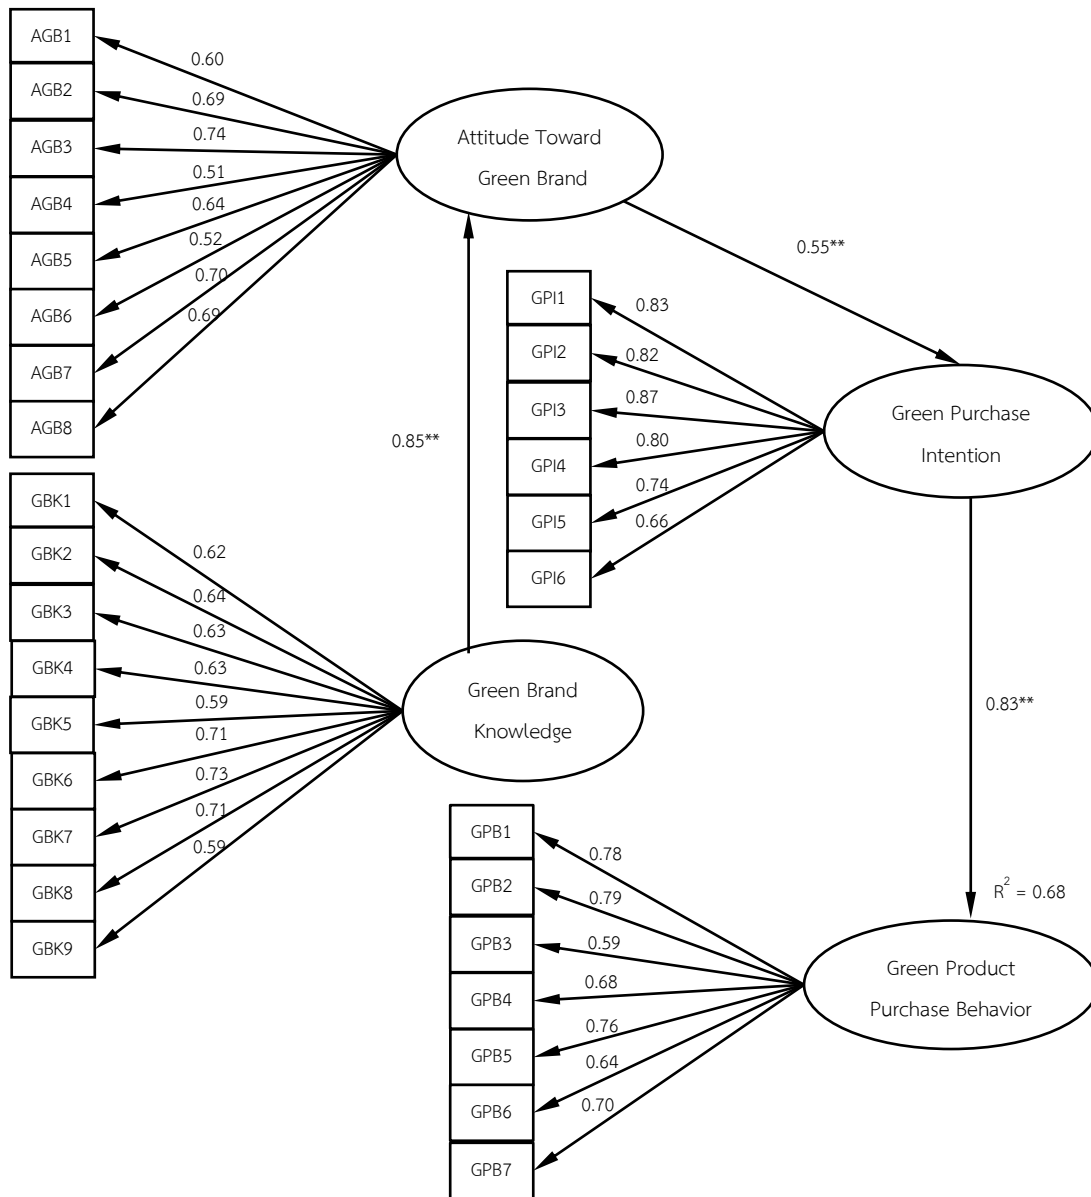 AGB1
AGB2
AGB3
AGB4
AGB5
AGB6
AGB7
AGB8
0.60
0.69
0.74
0.51
0.64
0.52
0.70
0.69
Attitude Toward
Green Brand
0.55**
GPI1
GPI2
GPI3
GPI4
GPI5
GPI6
0.83
0.82
0.87
0.80
0.74
0.66
Green Purchase
Intention
0.85**
GBK1
GBK2
GBK3
GBK4
GBK5
GBK6
GBK7
GBK8
GBK9
0.62
0.64
0.63
0.63
0.59
0.71
0.73
0.71
0.59
Green Brand
Knowledge
0.83**
GPB1
GPB2
GPB3
GPB4
GPB5
GPB6
GPB7
0.78
0.79
0.59
0.68
0.76
0.64
0.70
R² = 0.68
Green Product
Purchase Behavior